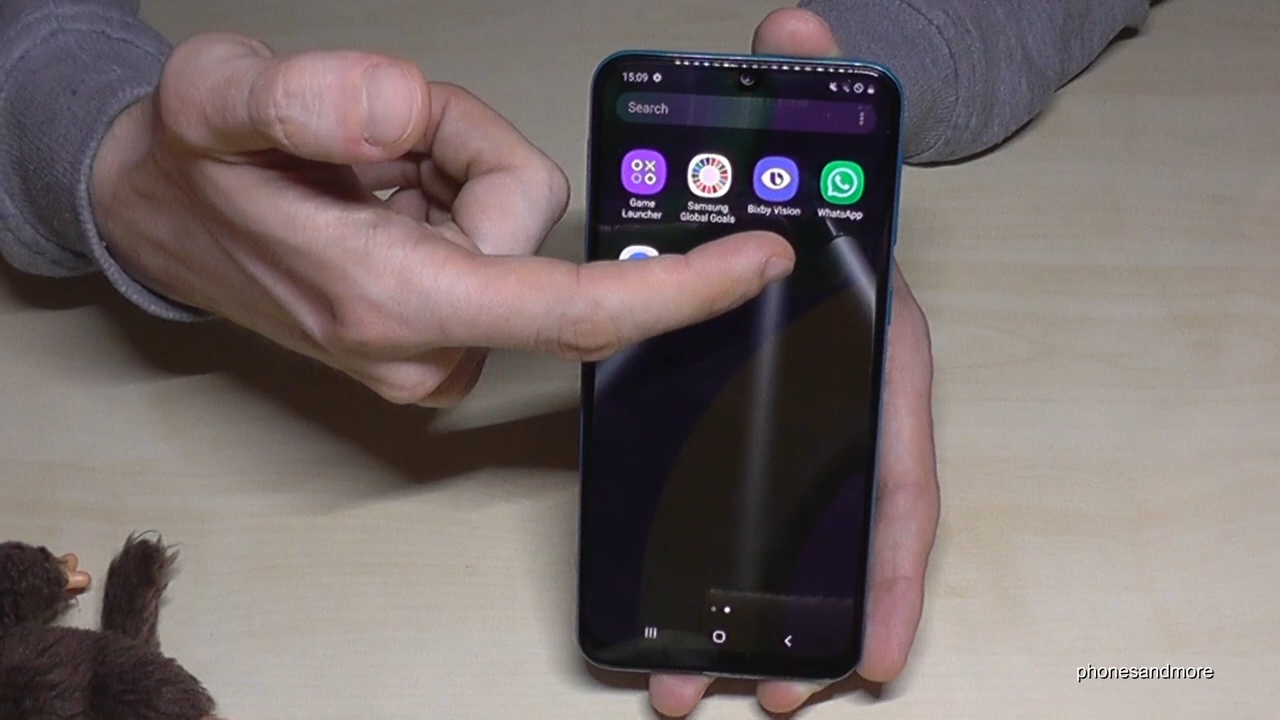 15:09
Search
Game
Launcher
Samsung
Global Goals
Bixby Vision
WhatsApp
phonesandmore